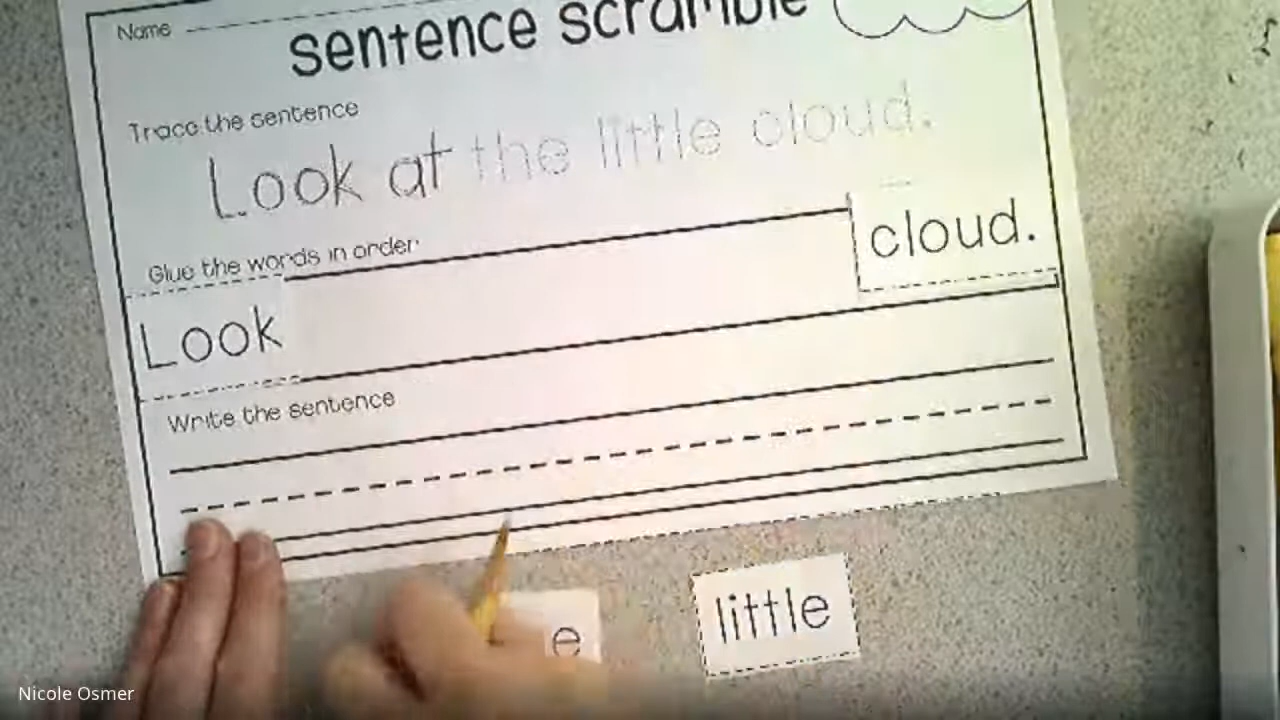 Name
sentence scramble
Trace the sentence
Look at the little cloud.
Glue the words in order
Look
cloud.
Write the sentence
e
little
Nicole Osmer